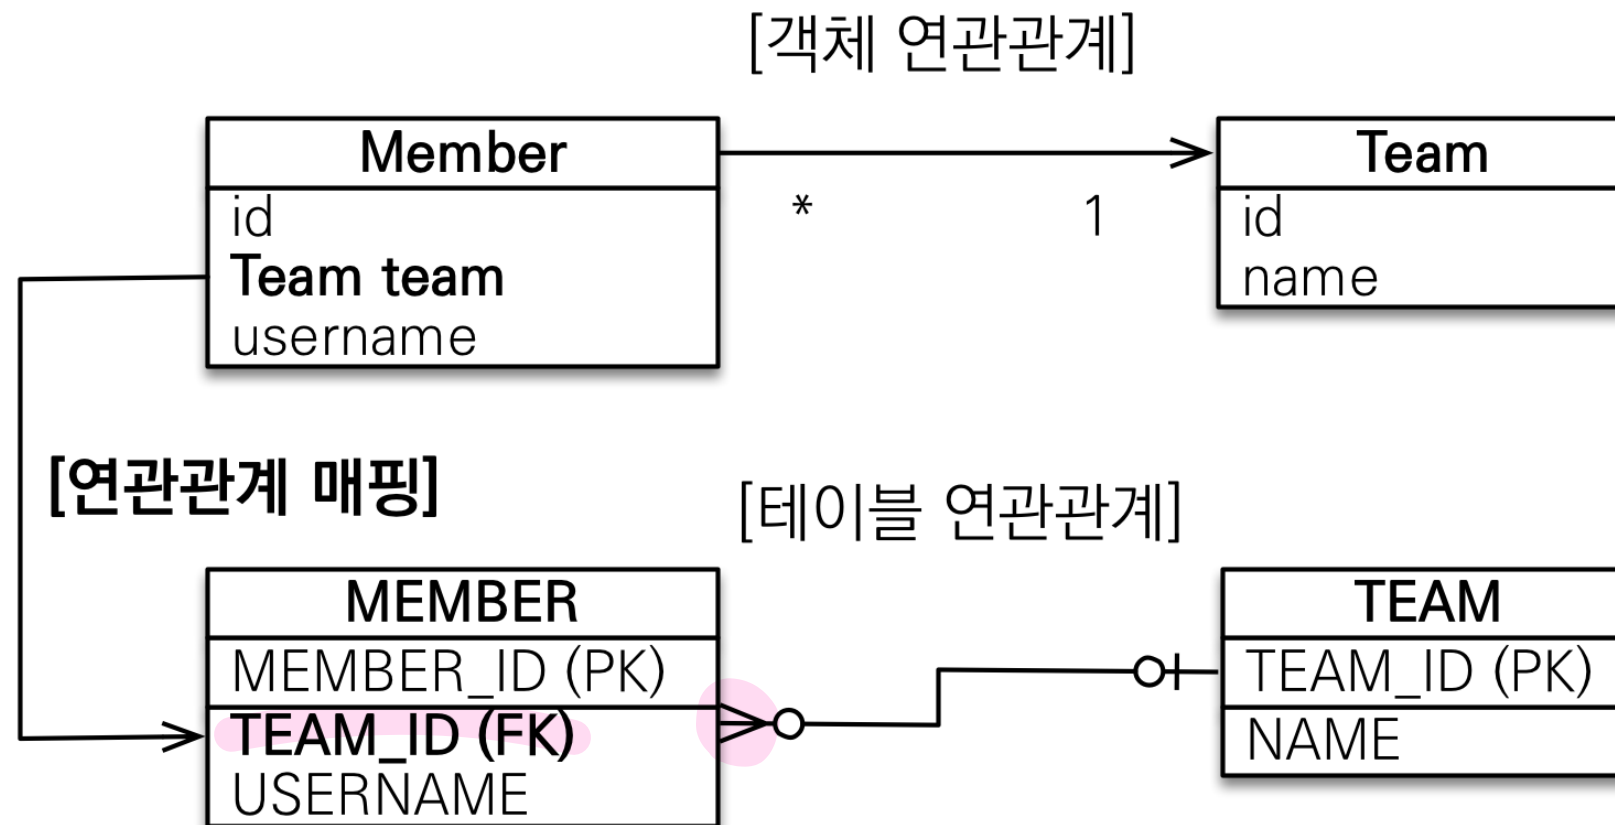 [객체 연관관계]
Member
id
Team team
username
* 1
Team
id
name
[연관관계 매핑]
[테이블 연관관계]
MEMBER
MEMBER_ID (PK)
TEAM_ID (FK)
USERNAME
TEAM
TEAM_ID (PK)
NAME